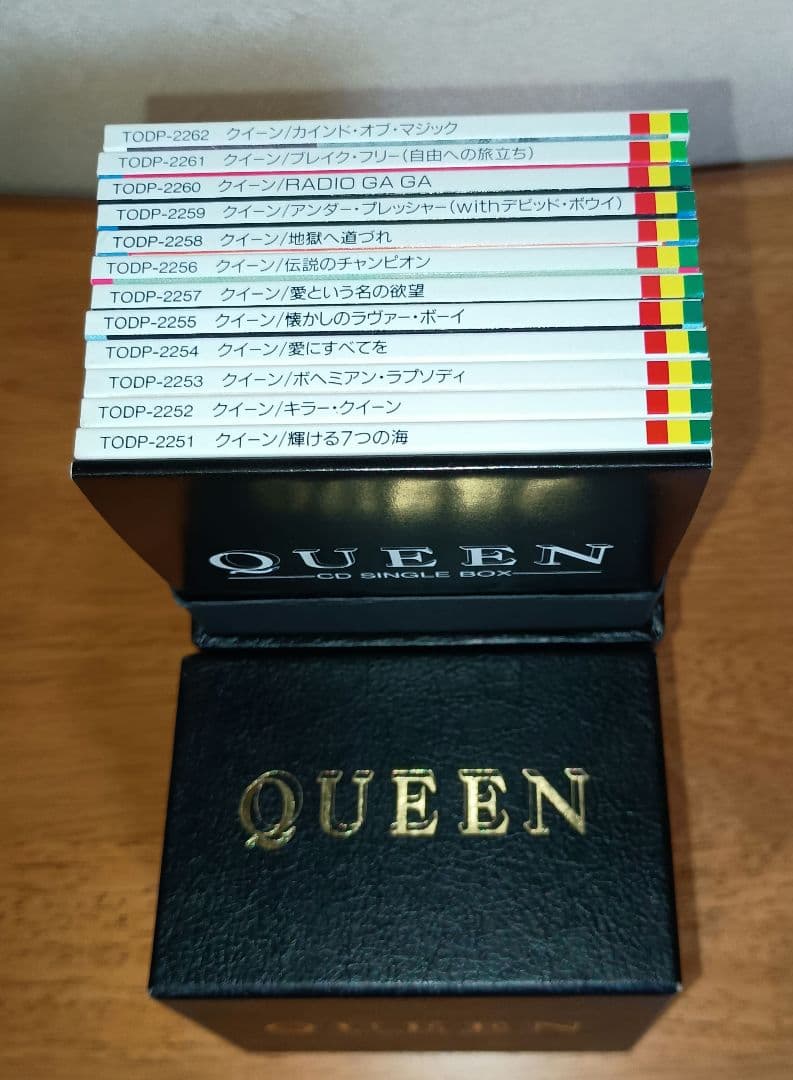 TODP-2262 クイーン/カインド・オブ・マジック
TODP-2261 クイーン/ブレイク・フリー(自由への旅立ち)
TODP-2260 クイーン/RADIO GA GA
TODP-2259 クイーン/アンダー・プレッシャー(withデビッド・ボウイ)
TODP-2258 クイーン/地獄へ道づれ
TODP-2256 クイーン/伝説のチャンピオン
TODP-2257 クイーン/愛という名の欲望
TODP-2255 クイーン/懐かしのラヴァー・ボーイ
TODP-2254 クイーン/愛にすべてを
TODP-2253 クイーン/ボヘミアン・ラプソディ
TODP-2252 クイーン/キラー・クイーン
TODP-2251 クイーン/輝ける7つの海
QUEEN
CD SINGLE BOX
QUEEN
QUEEN